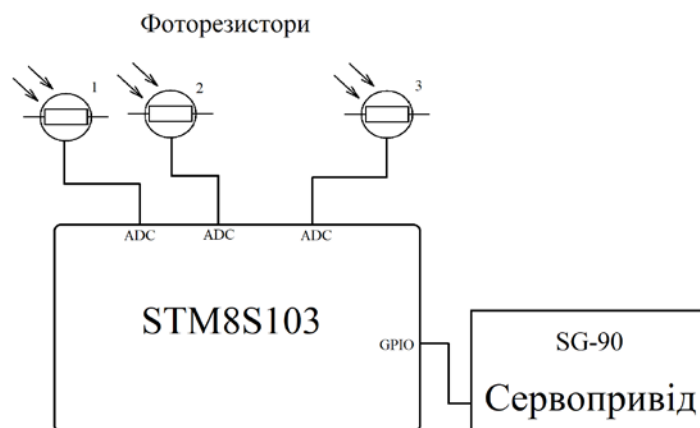 Фоторезистори
1
2
3
ADC
ADC
ADC
STM8S103
GPIO
SG-90
Сервопривід